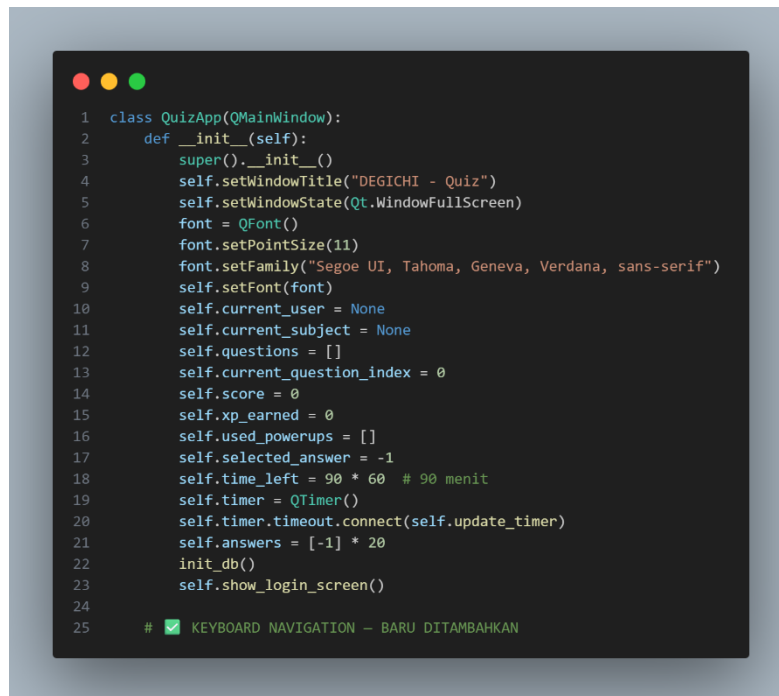 1 class QuizApp(QMainWindow):
2     def __init__(self):
3         super().__init__()
4         self.setWindowTitle("DEGICHI - Quiz")
5         self.setWindowState(Qt.WindowFullScreen)
6         font = QFont()
7         font.setPointSize(11)
8         font.setFamily("Segoe UI, Tahoma, Geneva, Verdana, sans-serif")
9         self.setFont(font)
10         self.current_user = None
11         self.current_subject = None
12         self.questions = []
13         self.current_question_index = 0
14         self.score = 0
15         self.xp_earned = 0
16         self.used_powerups = []
17         self.selected_answer = -1
18         self.time_left = 90 * 60  # 90 menit
19         self.timer = QTimer()
20         self.timer.timeout.connect(self.update_timer)
21         self.answers = [-1] * 20
22         init_db()
23         self.show_login_screen()
24
25     # ✅ KEYBOARD NAVIGATION — BARU DITAMBAHKAN